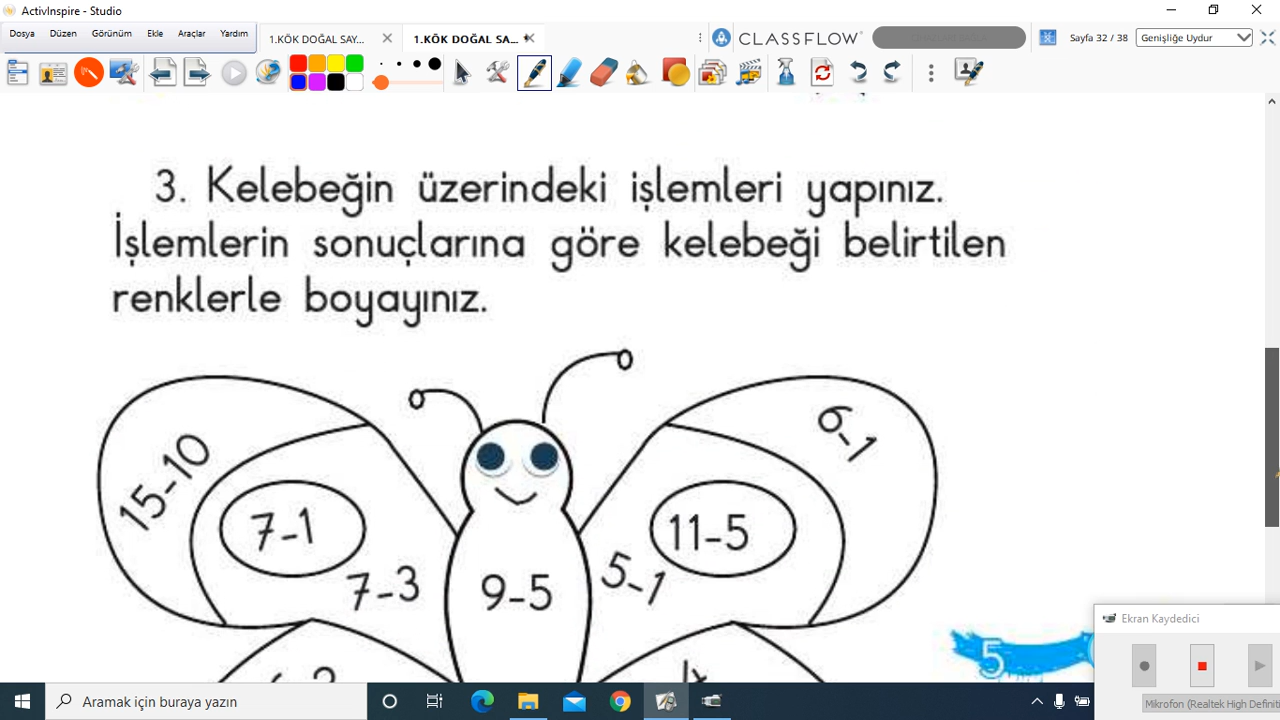 ActivInspire - Studio
Dosya Düzen Görünüm Ekle Araçlar Yardım
1.KÖK DOĞAL SAY...
1.KÖK DOĞAL SA...
CLASSFLOW
Sayfa 32 / 38
Genişliğe Uydur
3. Kelebeğin üzerindeki işlemleri yapınız.
İşlemlerin sonuçlarına göre kelebeği belirtilen
renklerle boyayınız.
15-10
6-1
7-1
11-5
7-3
9-5
5-1
5
Ekran Kaydedici
Mikrofon (Realtek High Definit
Aramak için buraya yazın